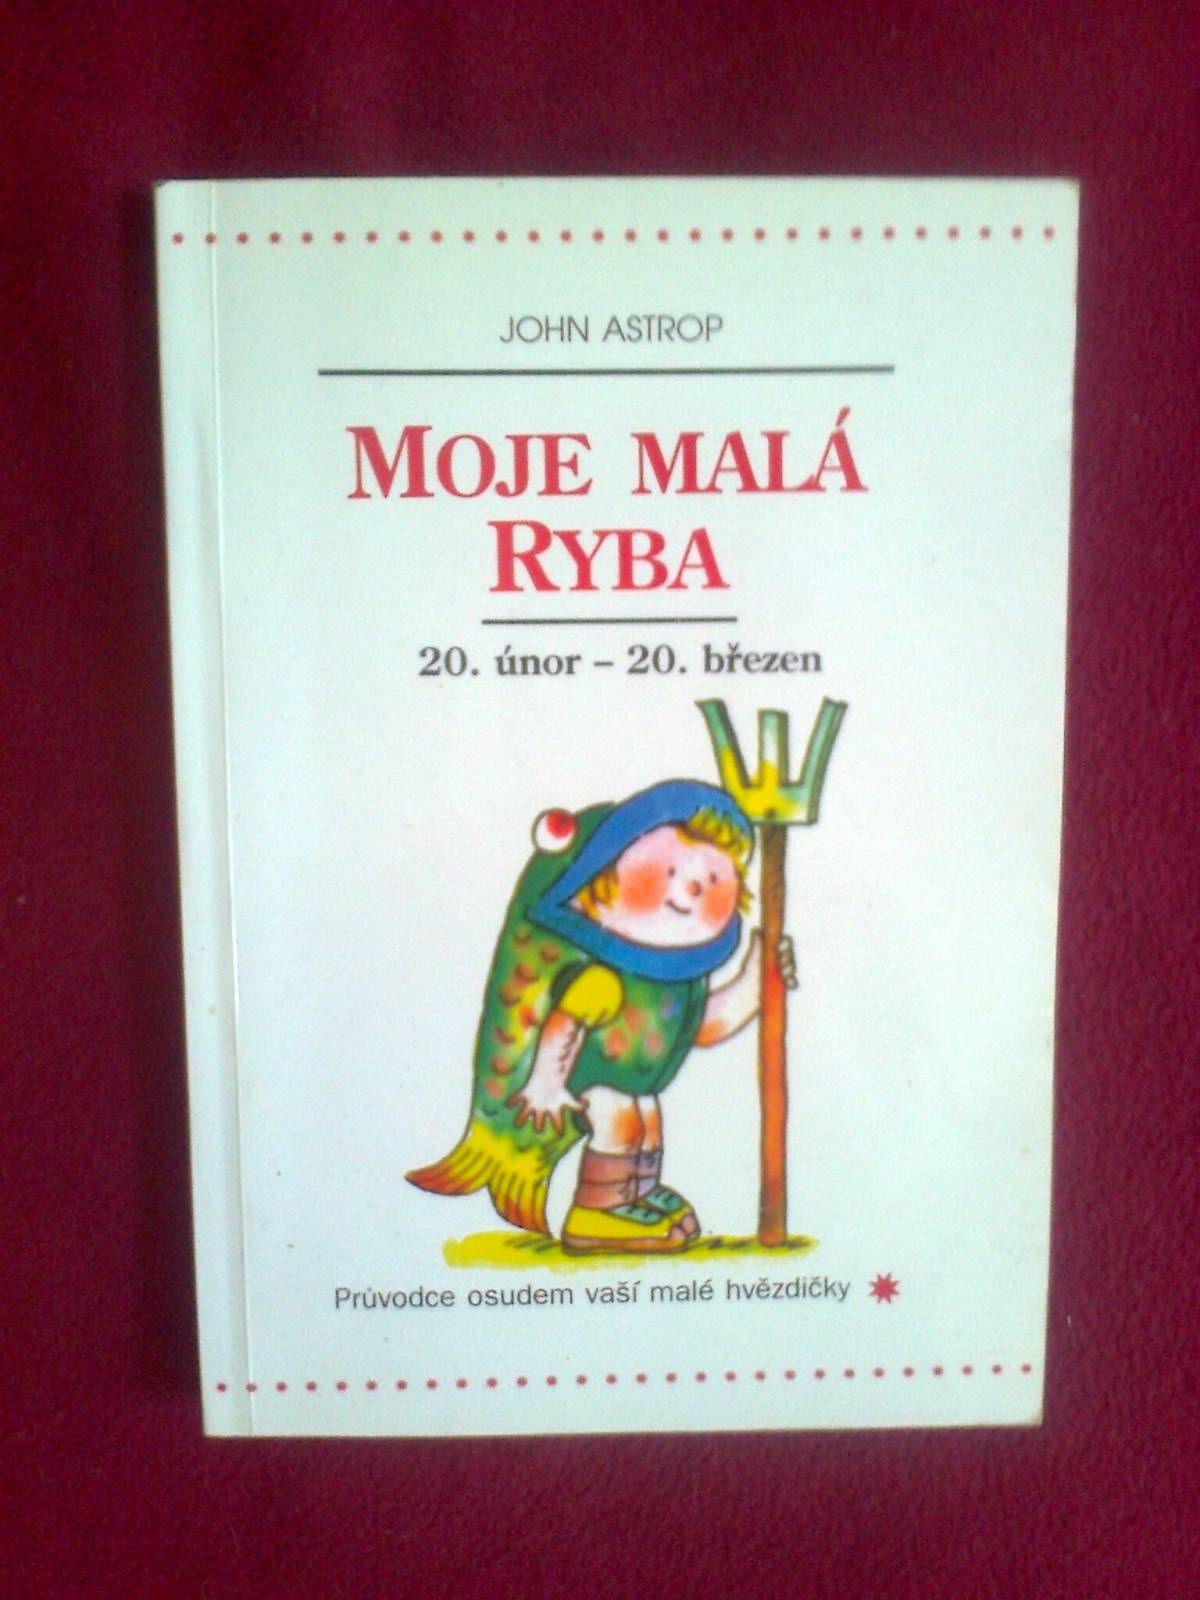 JOHN ASTROP
MOJE MALÁ
RYBA
20. únor – 20. březen
Průvodce osudem vaší malé hvězdičky